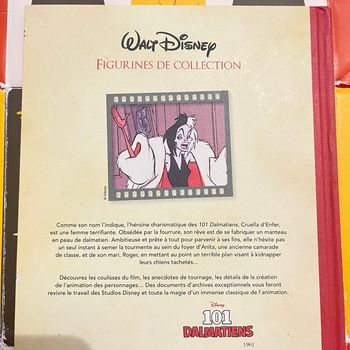 WALT DISNEY
FIGURINES DE COLLECTION
© Disney
Comme son nom l'indique, l'héroïne charismatique des 101 Dalmatiens, Cruella d'Enfer,
est une femme terrifiante. Obsédée par la fourrure, son rêve est de se fabriquer un manteau
en peau de dalmatien. Ambitieuse et prête à tout pour parvenir à ses fins, elle n'hésite pas
un seul instant à semer la tourmente au sein du foyer d'Anita, une ancienne camarade
de classe, et de son mari, Roger, en mettant au point un terrible plan visant à kidnapper
leurs chiens tachetés...
Découvrez les coulisses du film, les anecdotes de tournage, les détails de la création
de l'animation des personnages... Des documents d'archives exceptionnels vous feront
revivre le travail des Studios Disney et toute la magie d'un immense classique de l'animation.
Disney
101
DALMATIENS
1961